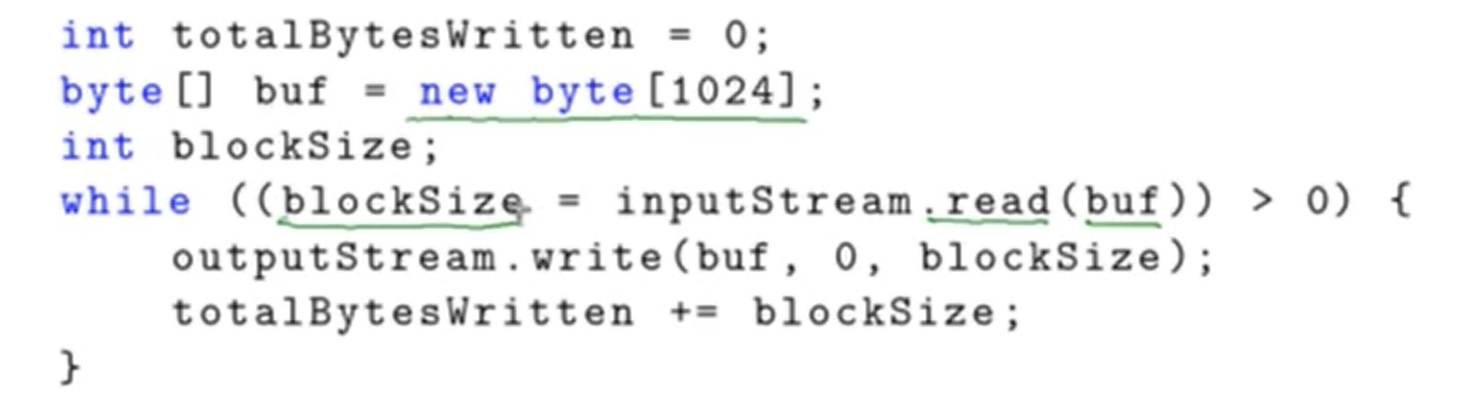 int totalBytesWritten = 0;
byte[] buf = new byte[1024];
int blockSize;
while ((blockSize = inputStream.read(buf)) > 0) {
    outputStream.write(buf, 0, blockSize);
    totalBytesWritten += blockSize;
}